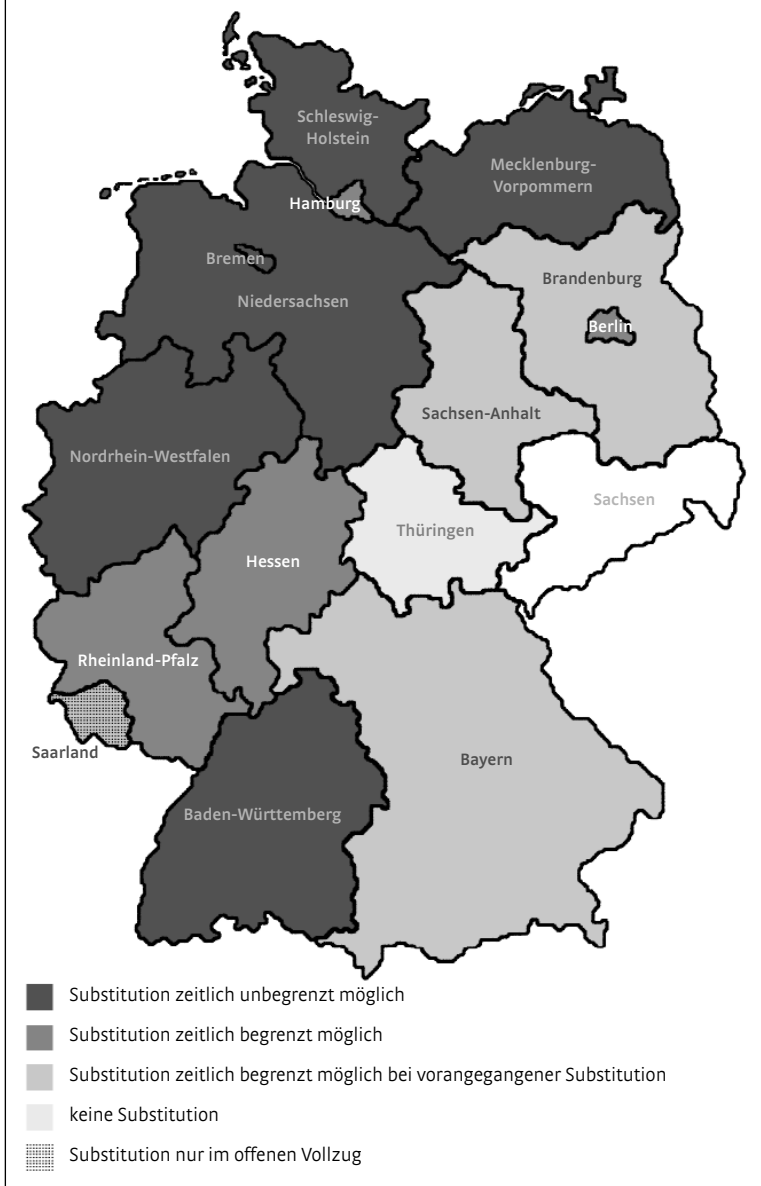 Schleswig-
Holstein
Mecklenburg-
Vorpommern
Hamburg
Bremen
Niedersachsen
Brandenburg
Berlin
Sachsen-Anhalt
Nordrhein-Westfalen
Sachsen
Thüringen
Hessen
Rheinland-Pfalz
Saarland
Bayern
Baden-Württemberg
Substitution zeitlich unbegrenzt möglich
Substitution zeitlich begrenzt möglich
Substitution zeitlich begrenzt möglich bei vorangegangener Substitution
keine Substitution
Substitution nur im offenen Vollzug